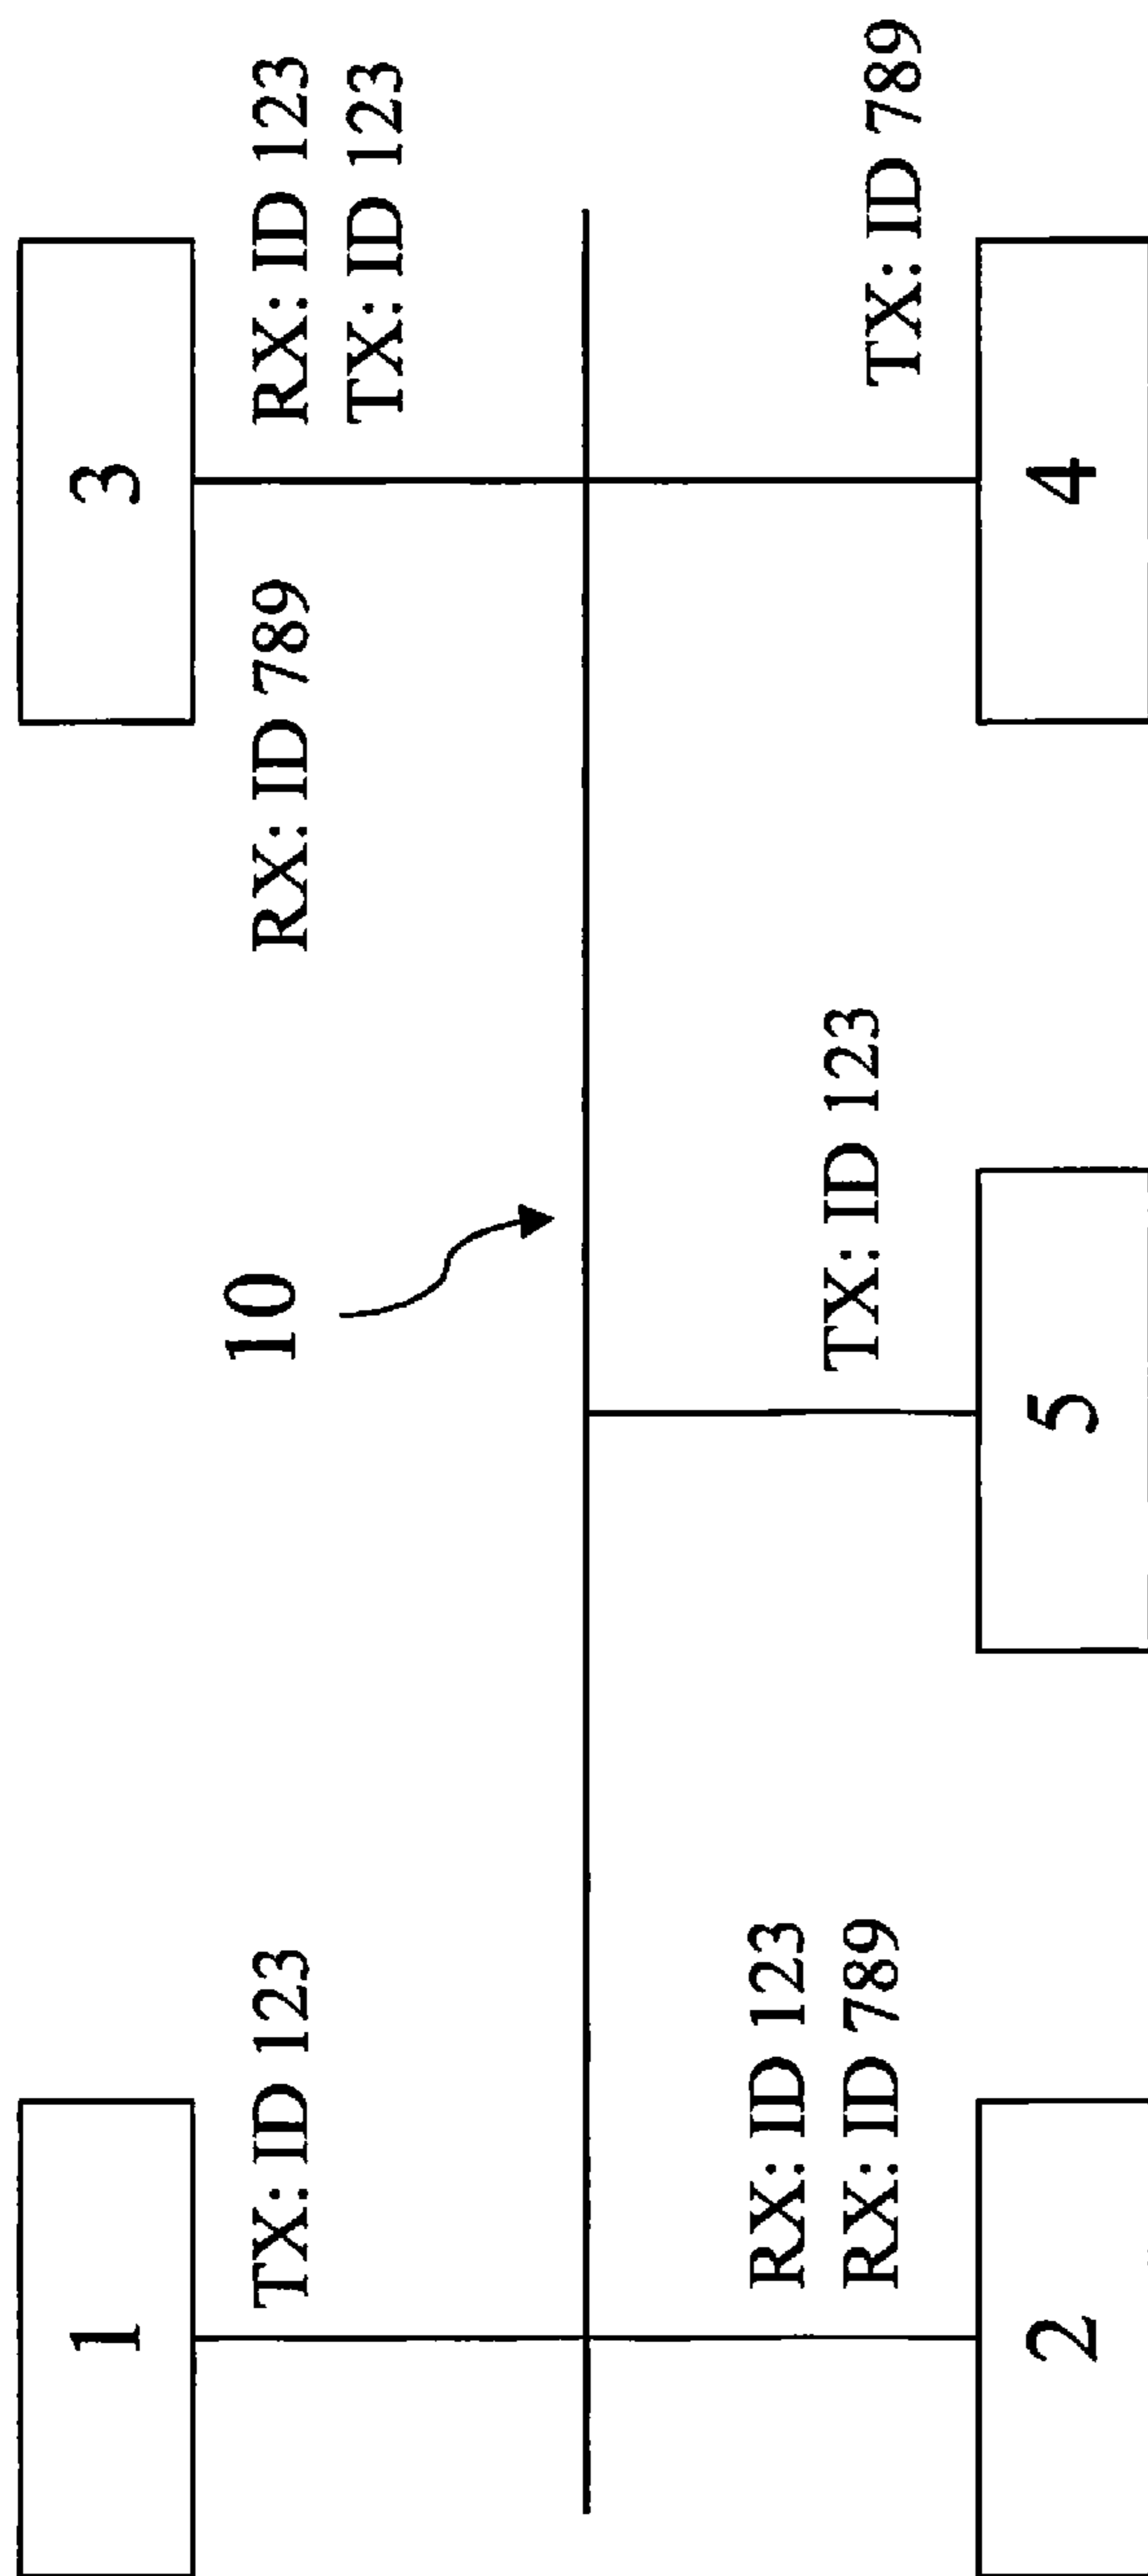 1
3
TX: ID 123
10
RX: ID 789
RX: ID 123
TX: ID 123
RX: ID 123
RX: ID 789
TX: ID 123
TX: ID 789
2
5
4